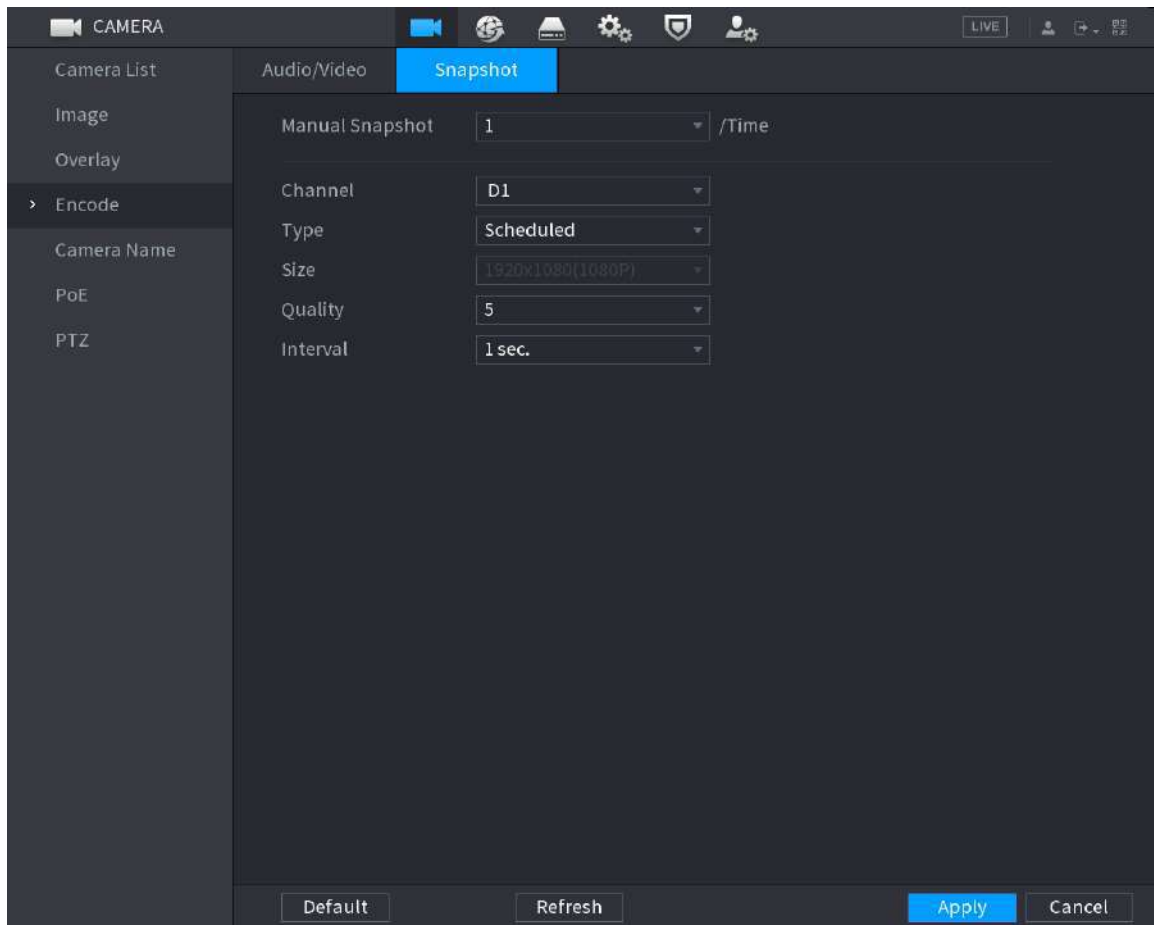 CAMERA LIVE
Camera List Audio/Video Snapshot
Image
Manual Snapshot 1 /Time
Overlay
Channel D1
Encode
Type Scheduled
Camera Name
Size 1920x1080(1080P)
PoE
Quality 5
PTZ
Interval 1 sec.
Default Refresh Apply Cancel